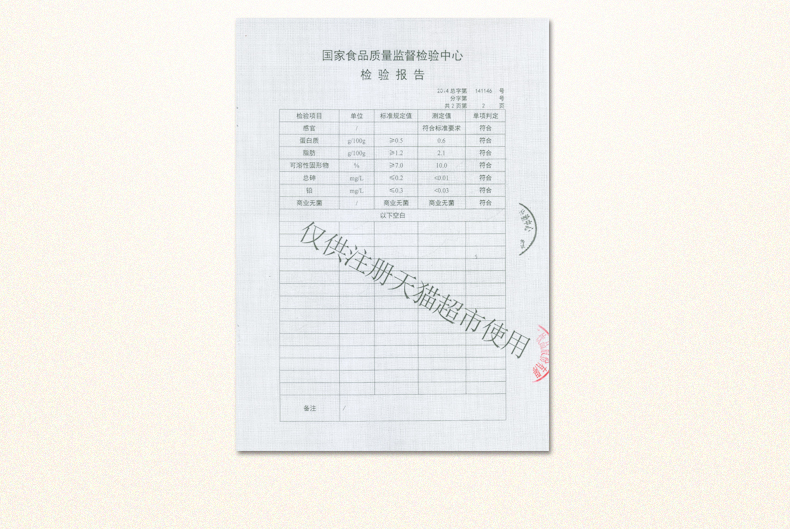 国家食品质量监督检验中心
检 验 报 告
2014 总字第 141146 号
分字第 号
共 2 页第 2 页
检验项目 单位 标准规定值 测定值 单项判定
感官 / 符合标准要求 符合
蛋白质 g/100g ≥0.5 0.6 符合
脂肪 g/100g ≥1.2 2.1 符合
可溶性固形物 % ≥7.0 10.0 符合
总砷 mg/L ≤0.2 <0.01 符合
铅 mg/L ≤0.3 <0.03 符合
商业无菌 / 商业无菌 商业无菌 符合
以下空白
仅供注册天猫超市使用
备注 /